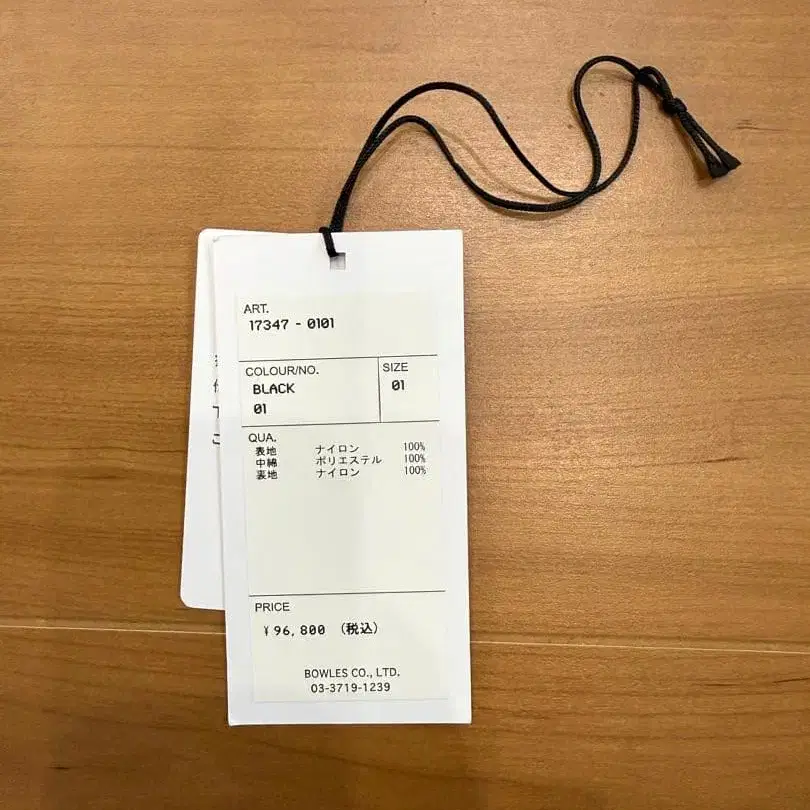 ART.
17347 - 0101
COLOUR/NO.
BLACK
01
SIZE
01
QUA.
表地 ナイロン 100%
中綿 ポリエステル 100%
裏地 ナイロン 100%
PRICE
¥96,800 (税込)
BOWLES CO., LTD.
03-3719-1239